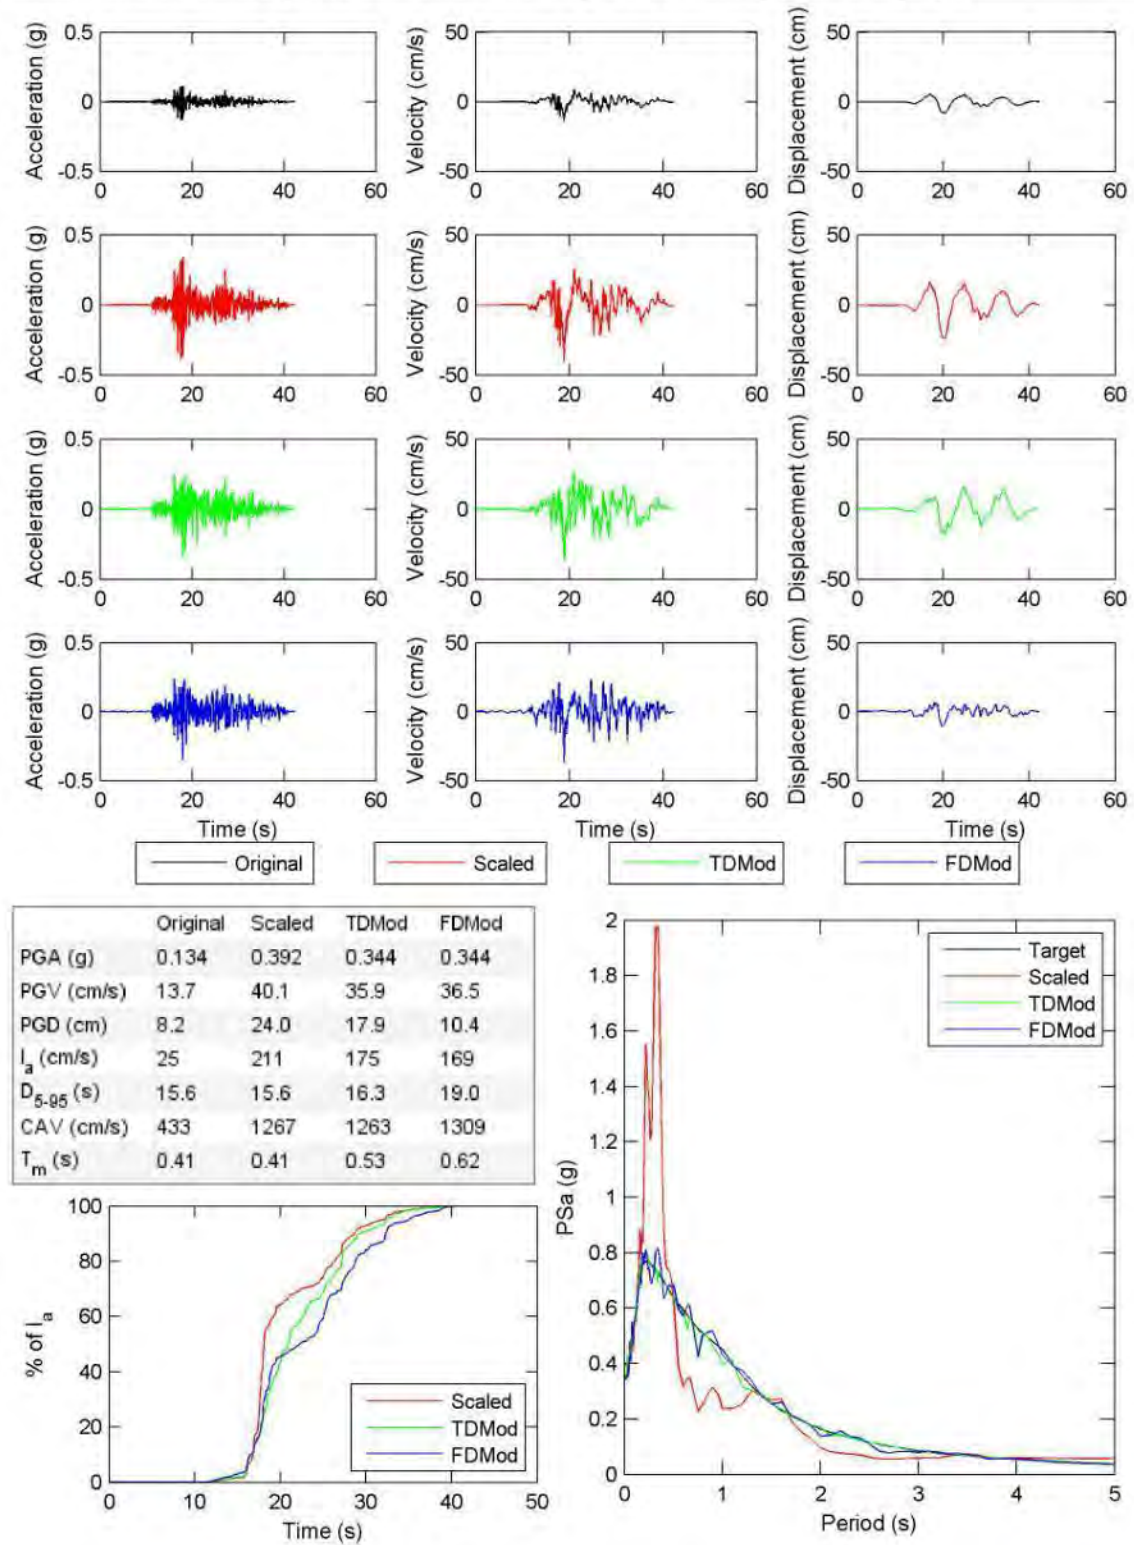 Acceleration (g)
0.5
0
-0.5
0 20 40 60
Velocity (cm/s)
50
0
-50
0 20 40 60
Displacement (cm)
50
0
-50
0 20 40 60
Acceleration (g)
0.5
0
-0.5
0 20 40 60
Velocity (cm/s)
50
0
-50
0 20 40 60
Displacement (cm)
50
0
-50
0 20 40 60
Acceleration (g)
0.5
0
-0.5
0 20 40 60
Velocity (cm/s)
50
0
-50
0 20 40 60
Displacement (cm)
50
0
-50
0 20 40 60
Acceleration (g)
0.5
0
-0.5
0 20 40 60
Time (s)
Velocity (cm/s)
50
0
-50
0 20 40 60
Time (s)
Displacement (cm)
50
0
-50
0 20 40 60
Time (s)
Original Scaled TDMod FDMod
Original Scaled TDMod FDMod
PGA (g) 0.134 0.392 0.344 0.344
PGV (cm/s) 13.7 40.1 35.9 36.5
PGD (cm) 8.2 24.0 17.9 10.4
Ia (cm/s) 25 211 175 169
D5-95 (s) 15.6 15.6 16.3 19.0
CAV (cm/s) 433 1267 1263 1309
Tm (s) 0.41 0.41 0.53 0.62
% of Ia
100
80
60
40
20
0
0 10 20 30 40 50
Time (s)
Scaled
TDMod
FDMod
PSa (g)
2
1.8
1.6
1.4
1.2
1
0.8
0.6
0.4
0.2
0
0 1 2 3 4 5
Period (s)
Target
Scaled
TDMod
FDMod